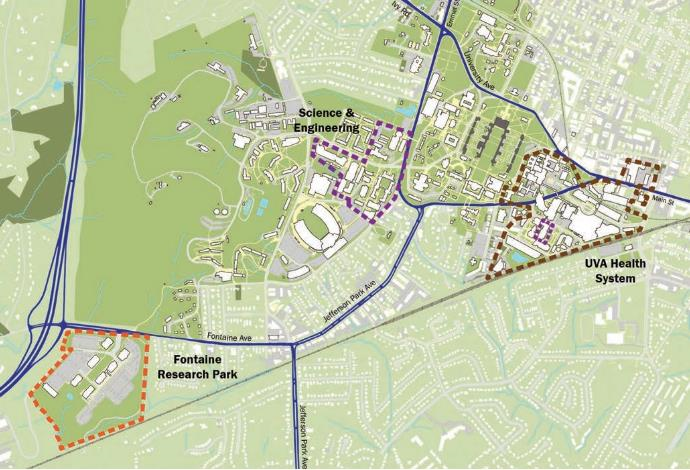 Ivy Rd
Emmet St
University Ave
Science &
Engineering
Main St
UVA Health
System
Jefferson Park Ave
Fontaine Ave
Fontaine
Research Park
Jefferson Park Ave